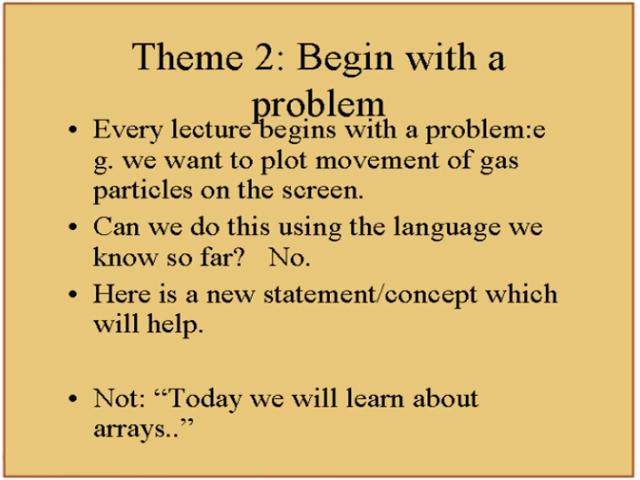 Theme 2: Begin with a
problem
• Every lecture begins with a problem:e
g. we want to plot movement of gas
particles on the screen.
• Can we do this using the language we
know so far? No.
• Here is a new statement/concept which
will help.
• Not: “Today we will learn about
arrays..”